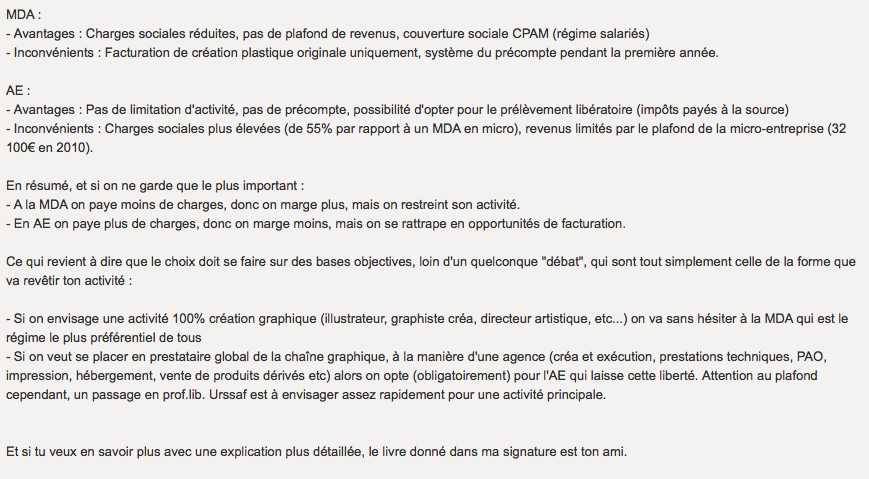 MDA :
- Avantages : Charges sociales réduites, pas de plafond de revenus, couverture sociale CPAM (régime salariés)
- Inconvénients : Facturation de création plastique originale uniquement, système du précompte pendant la première année.
AE :
- Avantages : Pas de limitation d'activité, pas de précompte, possibilité d'opter pour le prélèvement libératoire (impôts payés à la source)
- Inconvénients : Charges sociales plus élevées (de 55% par rapport à un MDA en micro), revenus limités par le plafond de la micro-entreprise (32
100€ en 2010).
En résumé, et si on ne garde que le plus important :
- A la MDA on paye moins de charges, donc on marge plus, mais on restreint son activité.
- En AE on paye plus de charges, donc on marge moins, mais on se rattrape en opportunités de facturation.
Ce qui revient à dire que le choix doit se faire sur des bases objectives, loin d'un quelconque "débat", qui sont tout simplement celle de la forme que
va revêtir ton activité :
- Si on envisage une activité 100% création graphique (illustrateur, graphiste créa, directeur artistique, etc...) on va sans hésiter à la MDA qui est le
régime le plus préférentiel de tous
- Si on veut se placer en prestataire global de la chaîne graphique, à la manière d'une agence (créa et exécution, prestations techniques, PAO,
impression, hébergement, vente de produits dérivés etc) alors on opte (obligatoirement) pour l'AE qui laisse cette liberté. Attention au plafond
cependant, un passage en prof.lib. Urssaf est à envisager assez rapidement pour une activité principale.
Et si tu veux en savoir plus avec une explication plus détaillée, le livre donné dans ma signature est ton ami.